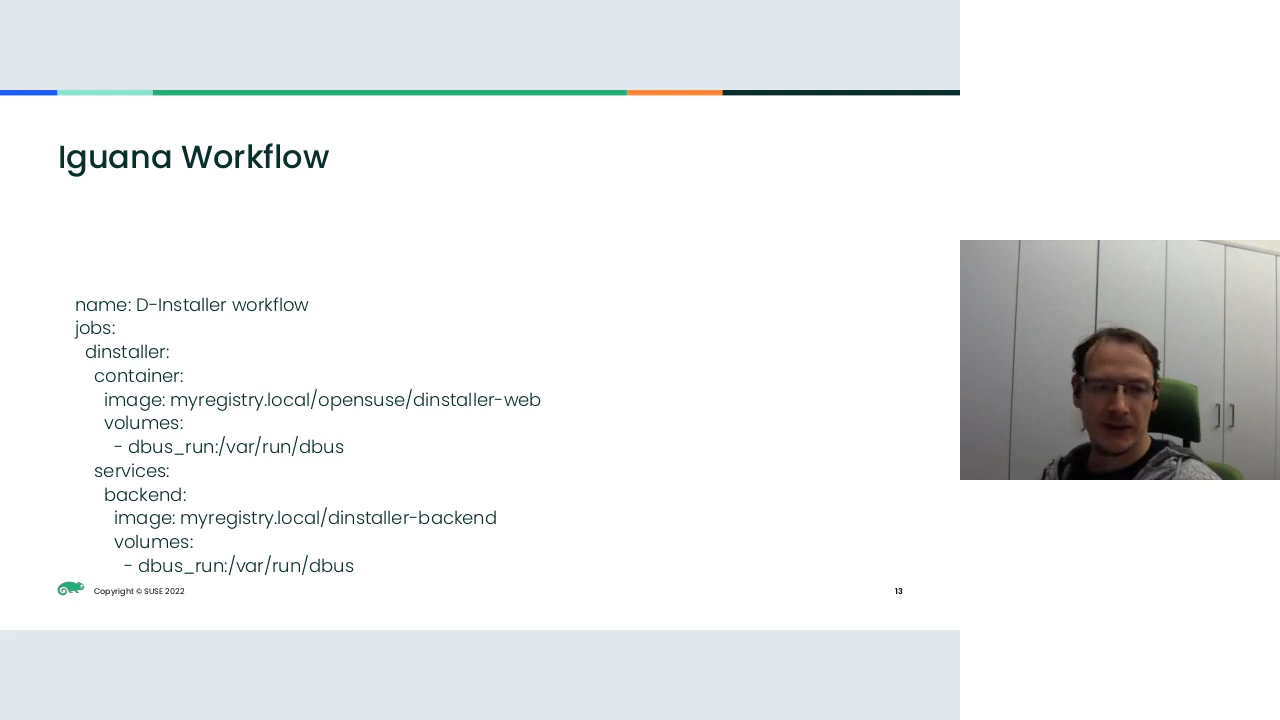 Iguana Workflow
name: D-Installer workflow
jobs:
dinstaller:
container:
image: myregistry.local/opensuse/dinstaller-web
volumes:
- dbus_run:/var/run/dbus
services:
backend:
image: myregistry.local/dinstaller-backend
volumes:
- dbus_run:/var/run/dbus
Copyright © SUSE 2022
13